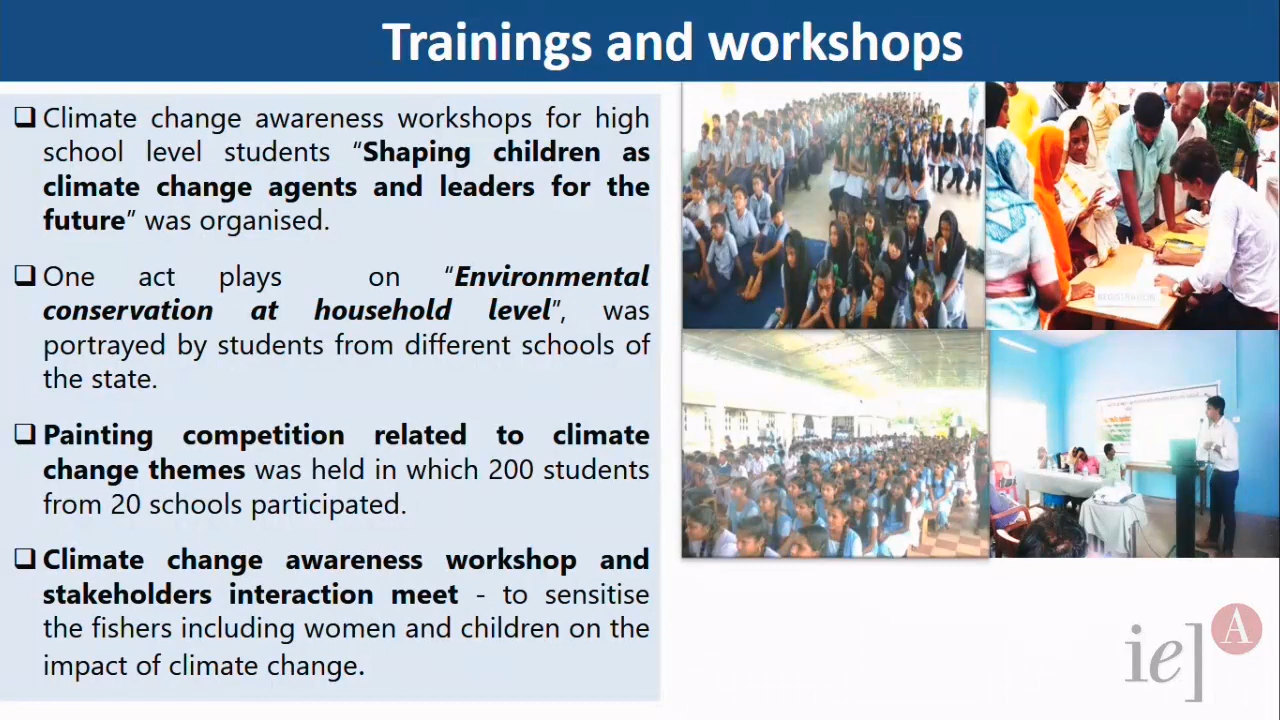 Trainings and workshops
❑ Climate change awareness workshops for high
school level students “Shaping children as
climate change agents and leaders for the
future” was organised.
❑ One act plays on “Environmental
conservation at household level”, was
portrayed by students from different schools of
the state.
❑ Painting competition related to climate
change themes was held in which 200 students
from 20 schools participated.
❑ Climate change awareness workshop and
stakeholders interaction meet - to sensitise
the fishers including women and children on the
impact of climate change.
REGISTRATION
ie] A